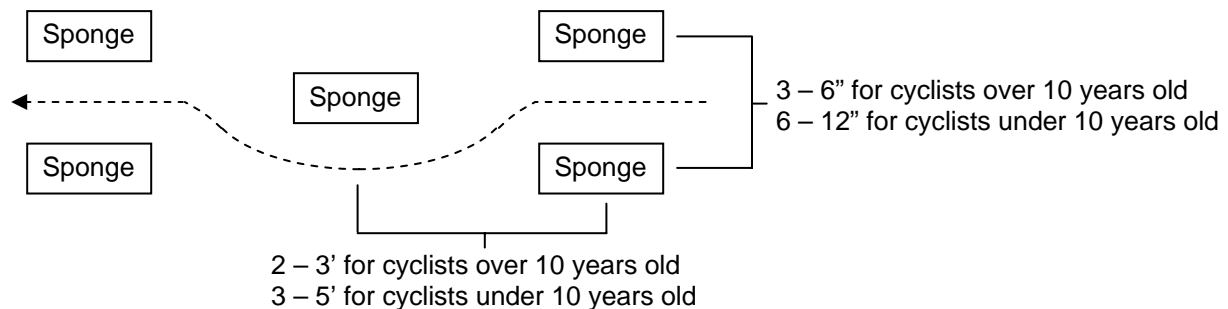 Sponge
Sponge
Sponge
3 – 6” for cyclists over 10 years old
6 – 12” for cyclists under 10 years old
Sponge
Sponge
2 – 3’ for cyclists over 10 years old
3 – 5’ for cyclists under 10 years old